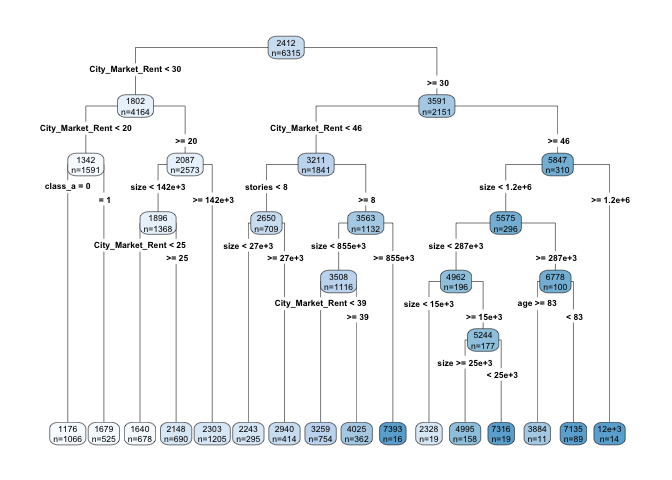 2412
n=6315
City_Market_Rent < 30
>= 30
1802
n=4164
3591
n=2151
City_Market_Rent < 20
>= 20
City_Market_Rent < 46
>= 46
1342
n=1591
2087
n=2573
3211
n=1841
5847
n=310
class_a = 0
= 1
size < 142e+3
>= 142e+3
stories < 8
>= 8
size < 1.2e+6
>= 1.2e+6
1896
n=1368
2650
n=709
3563
n=1132
5575
n=296
City_Market_Rent < 25
>= 25
size < 27e+3
>= 27e+3
size < 855e+3
>= 855e+3
size < 287e+3
>= 287e+3
3508
n=1116
4962
n=196
6778
n=100
City_Market_Rent < 39
>= 39
size < 15e+3
>= 15e+3
age >= 83
< 83
5244
n=177
size >= 25e+3
< 25e+3
1176
n=1066
1679
n=525
1640
n=678
2148
n=690
2303
n=1205
2243
n=295
2940
n=414
3259
n=754
4025
n=362
7393
n=16
2328
n=19
4995
n=158
7316
n=19
3884
n=11
7135
n=89
12e+3
n=14